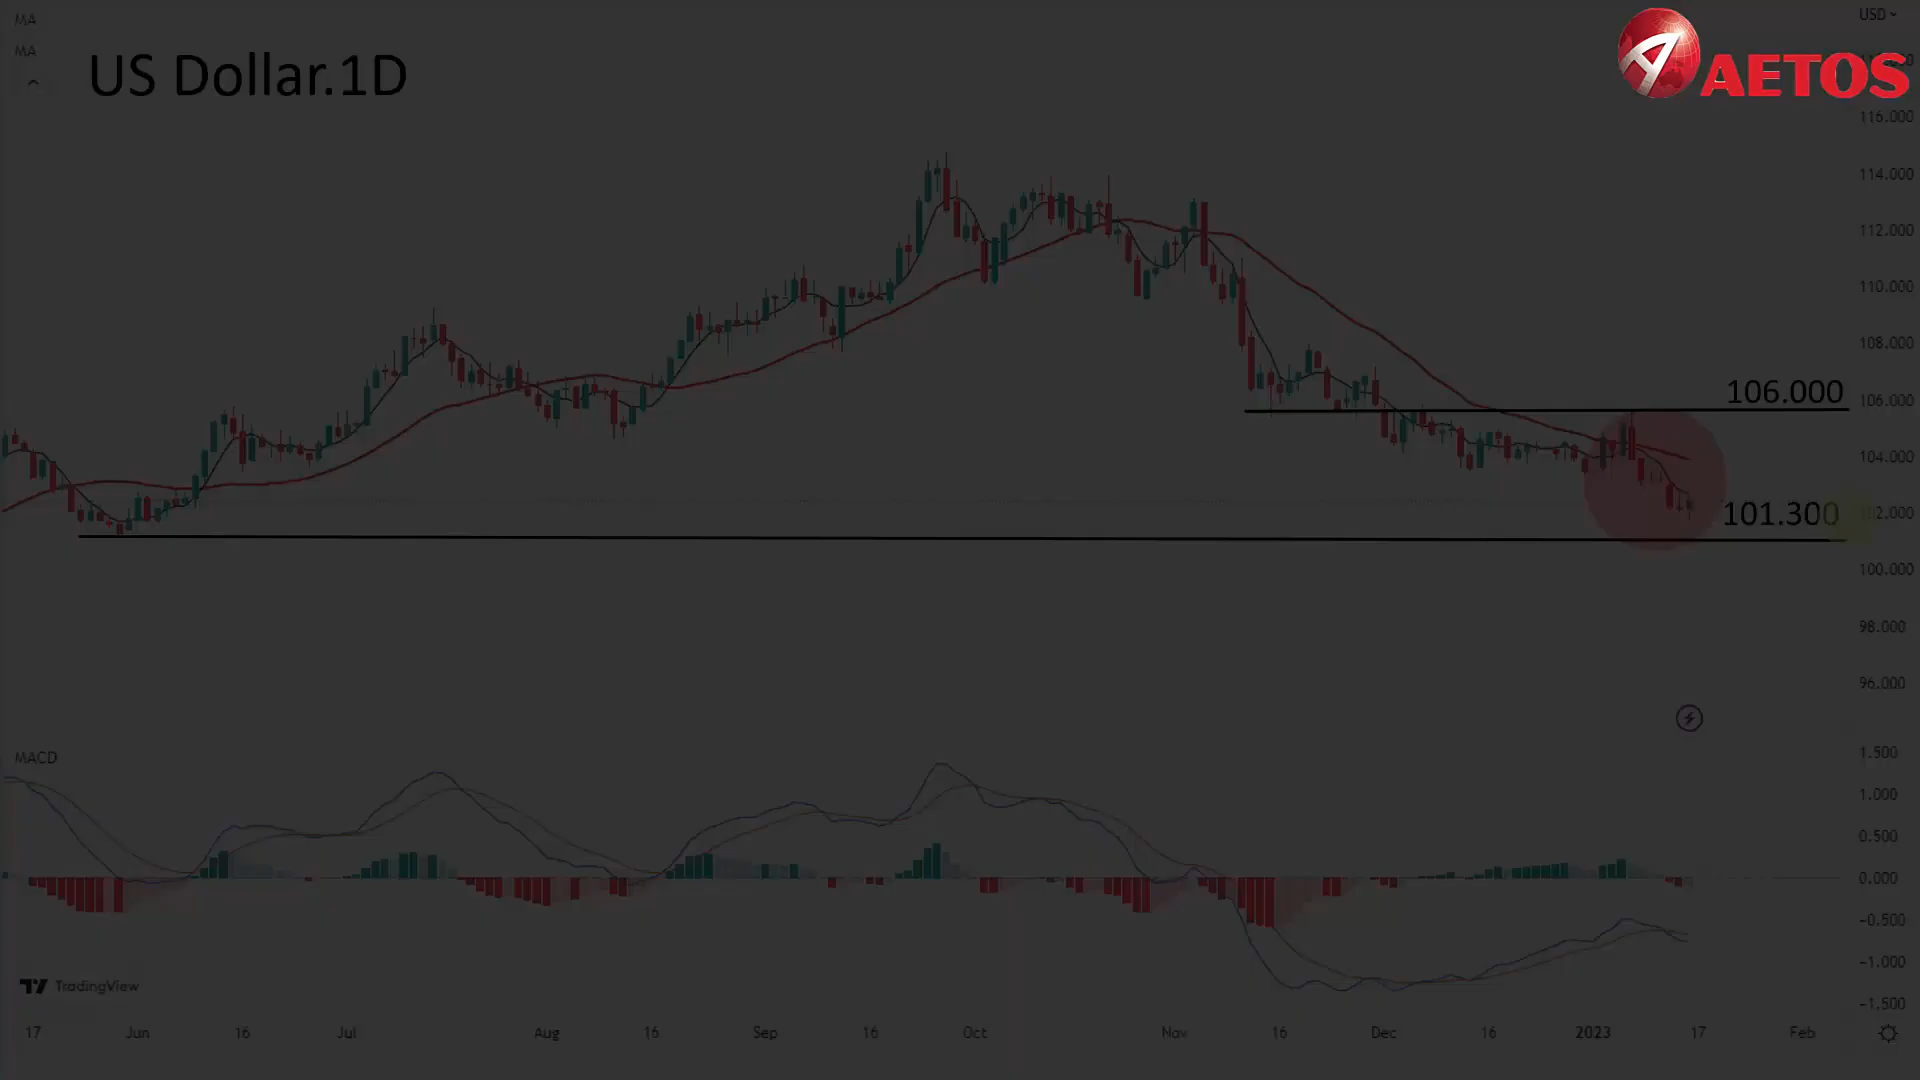 MA
USD
MA
US Dollar.1D
AETOS
116.000
114.000
112.000
110.000
108.000
106.000
106.000
104.000
101.300
102.000
100.000
98.000
96.000
MACD
1.500
1.000
0.500
0.000
-0.500
-1.000
-1.500
TradingView
17 Jun 16 Jul Aug 16 Sep 16 Oct Nov 16 Dec 16 2023 17 Feb